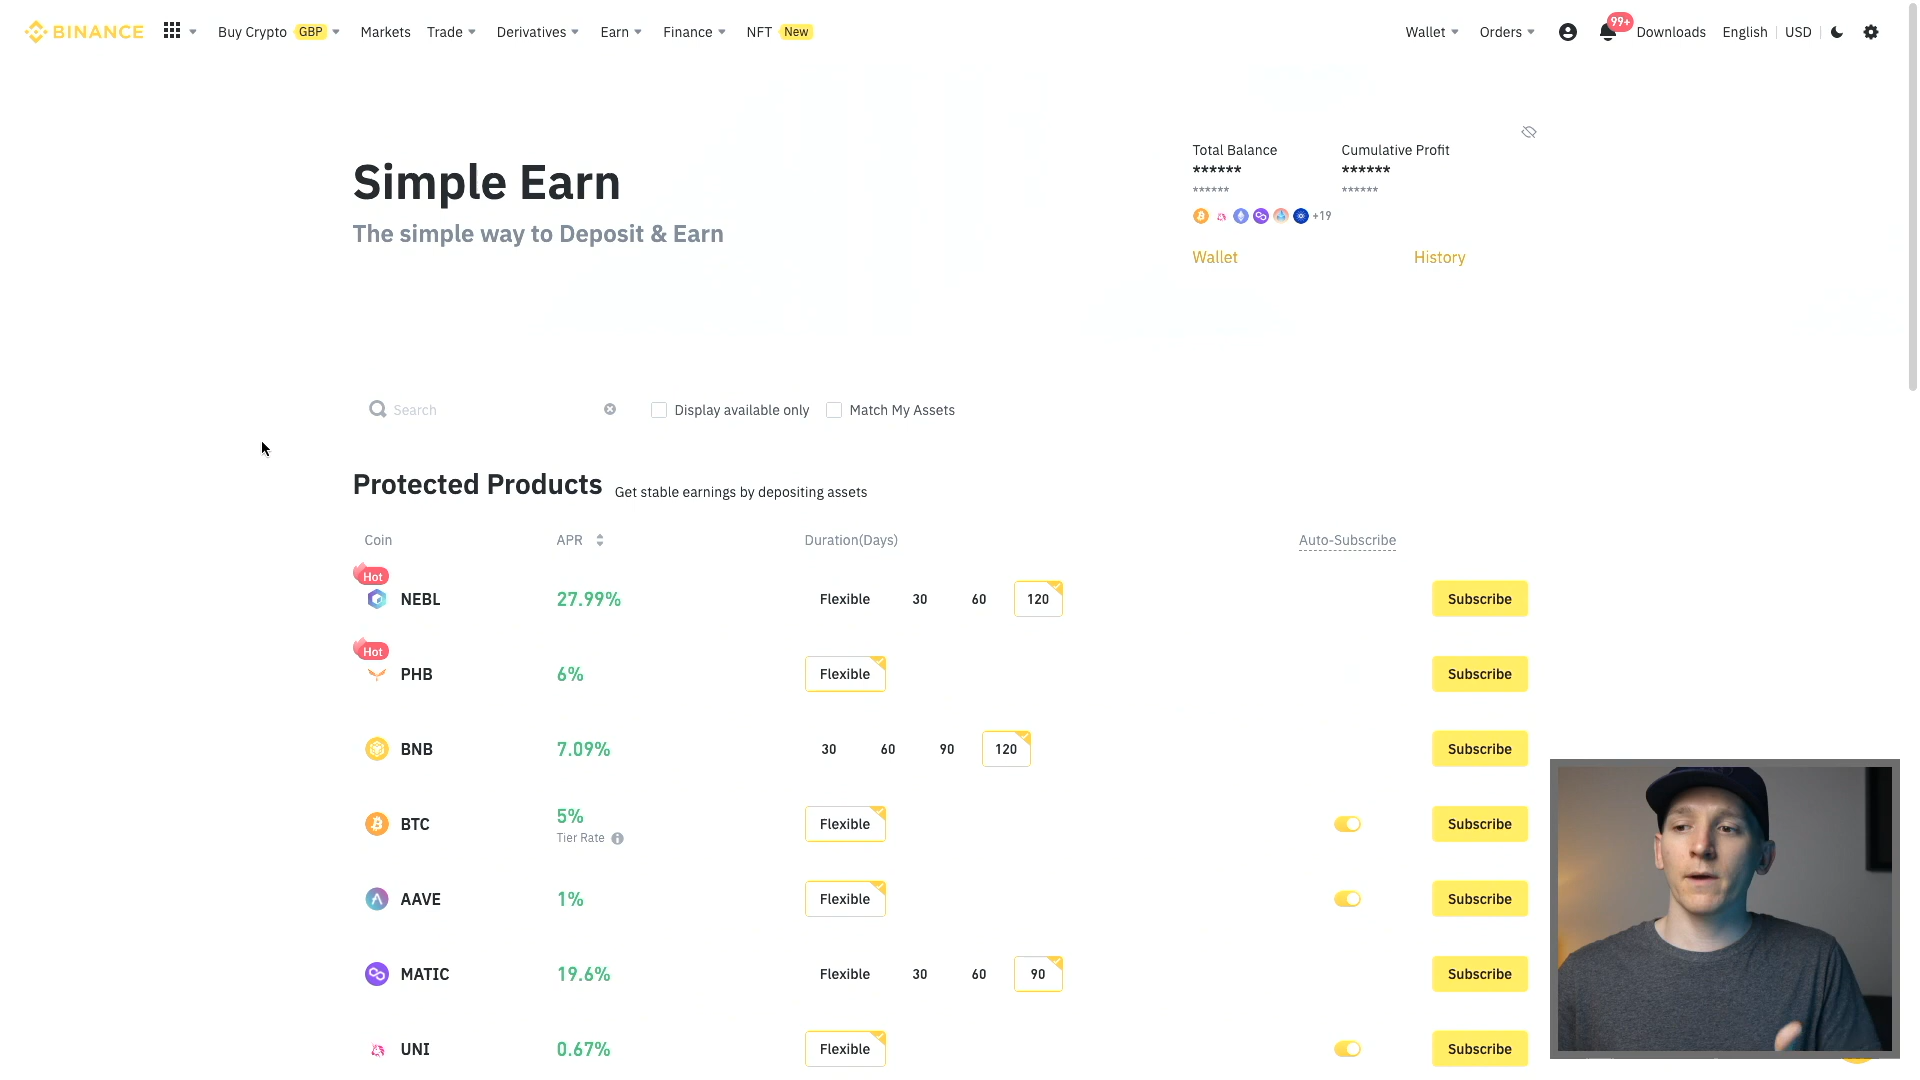 BINANCE Buy Crypto GBP Markets Trade Derivatives Earn Finance NFT New Wallet Orders 99+ Downloads English USD
Total Balance Cumulative Profit
****** ******
****** ******
+19
Wallet History
Simple Earn
The simple way to Deposit & Earn
Search Display available only Match My Assets
Protected Products Get stable earnings by depositing assets
Coin APR Duration(Days) Auto-Subscribe
Hot
NEBL 27.99% Flexible 30 60 120 Subscribe
Hot
PHB 6% Flexible Subscribe
BNB 7.09% 30 60 90 120 Subscribe
BTC 5% Flexible Subscribe
Tier Rate
AAVE 1% Flexible Subscribe
MATIC 19.6% Flexible 30 60 90 Subscribe
UNI 0.67% Flexible Subscribe